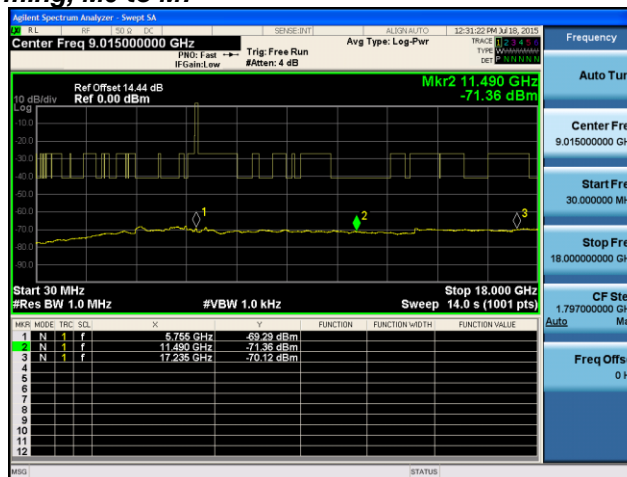 Agilent Spectrum Analyzer - Swept SA
RL RF 50 Ω DC SENSE:INT ALIGN AUTO 12:31:22 PM Jul 18, 2015
Center Freq 9.015000000 GHz
PNO: Fast
IFGain:Low
Trig: Free Run
#Atten: 4 dB
Avg Type: Log-Pwr
TRACE 1 2 3 4 5 6
TYPE
DET P N N N N
Frequency
Auto Tun
Center Fre
9.015000000 GH
Start Fre
30.000000 MH
Stop Fre
18.000000000 GH
CF Ste
1.797000000 GH
Auto Ma
Freq Offs
0 H
Mkr2 11.490 GHz
-71.36 dBm
Ref Offset 14.44 dB
10 dB/div Ref 0.00 dBm
Log
-10.0
-20.0
-30.0
-40.0
-50.0
-60.0
-70.0
-80.0
-90.0
1
2
3
Start 30 MHz Stop 18.000 GHz
#Res BW 1.0 MHz #VBW 1.0 kHz Sweep 14.0 s (1001 pts)
MKR MODE TRC SCL X Y FUNCTION FUNCTION WIDTH FUNCTION VALUE
1 N 1 f 5.755 GHz -69.29 dBm
2 N 1 f 11.490 GHz -71.36 dBm
3 N 1 f 17.235 GHz -70.12 dBm
4
5
6
7
8
9
10
11
12
MSG STATUS